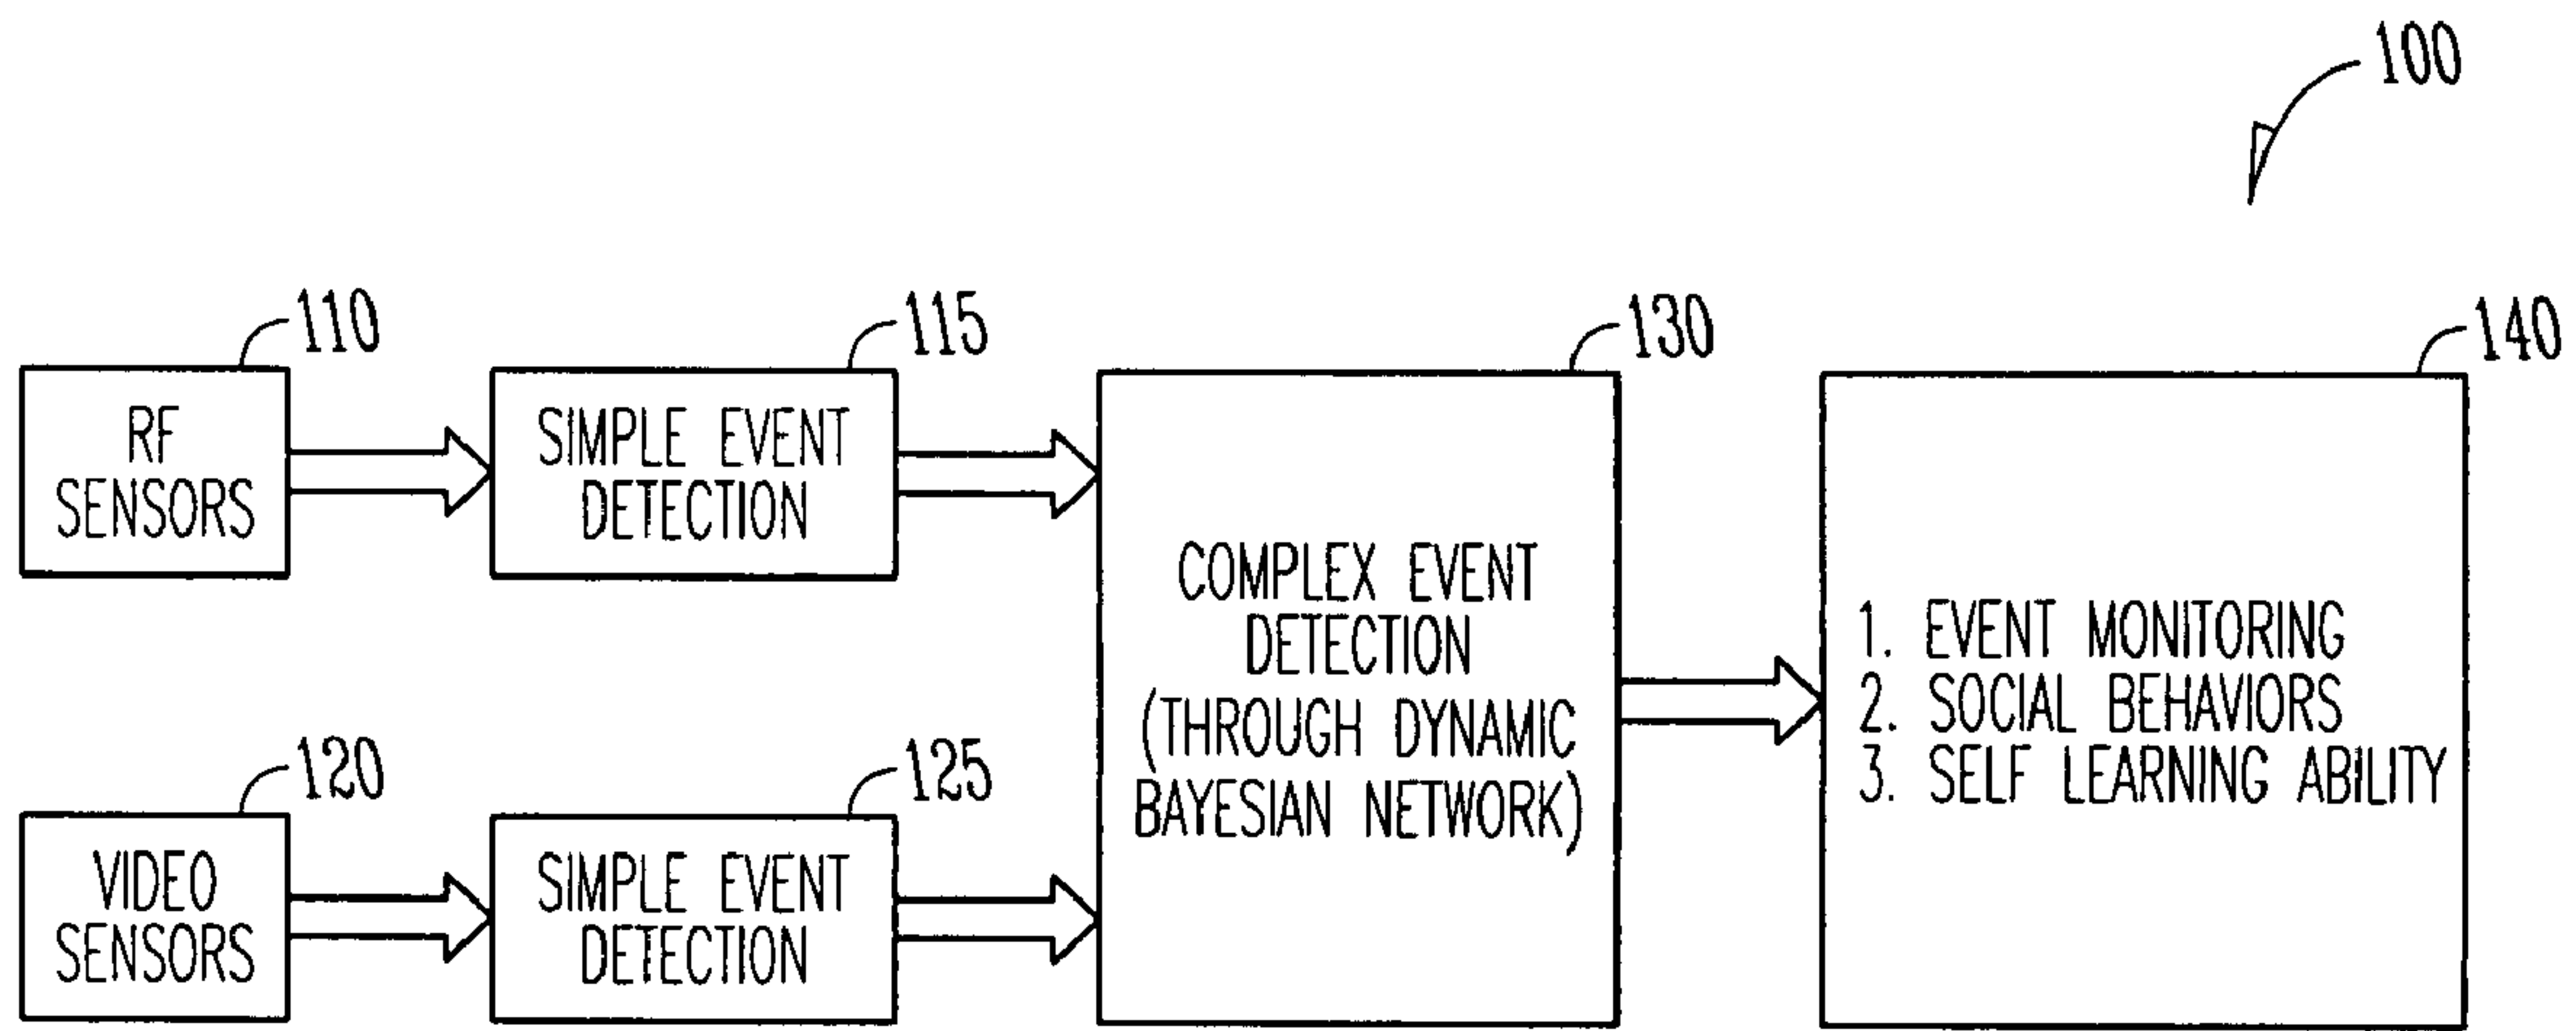 100
110
RF
SENSORS
115
SIMPLE EVENT
DETECTION
120
VIDEO
SENSORS
125
SIMPLE EVENT
DETECTION
130
COMPLEX EVENT
DETECTION
(THROUGH DYNAMIC
BAYESIAN NETWORK)
140
1. EVENT MONITORING
2. SOCIAL BEHAVIORS
3. SELF LEARNING ABILITY